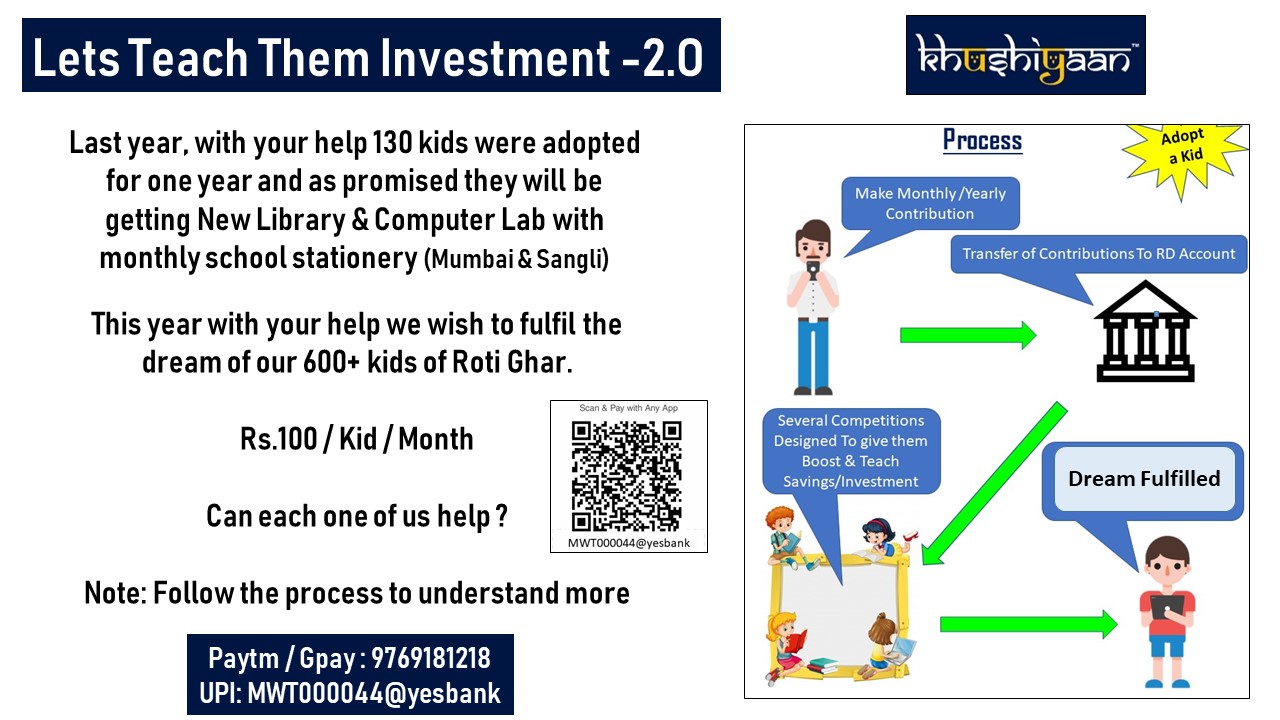 Lets Teach Them Investment -2.0
khushiyaan™
Last year, with your help 130 kids were adopted
for one year and as promised they will be
getting New Library & Computer Lab with
monthly school stationery (Mumbai & Sangli)
This year with your help we wish to fulfil the
dream of our 600+ kids of Roti Ghar.
Rs.100 / Kid / Month
Can each one of us help ?
Scan & Pay with Any App
MWT000044@yesbank
Note: Follow the process to understand more
Paytm / Gpay : 9769181218
UPI: MWT000044@yesbank
Process
Adopt
a Kid
Make Monthly /Yearly
Contribution
Transfer of Contributions To RD Account
Several Competitions
Designed To give them
Boost & Teach
Savings/Investment
Dream Fulfilled